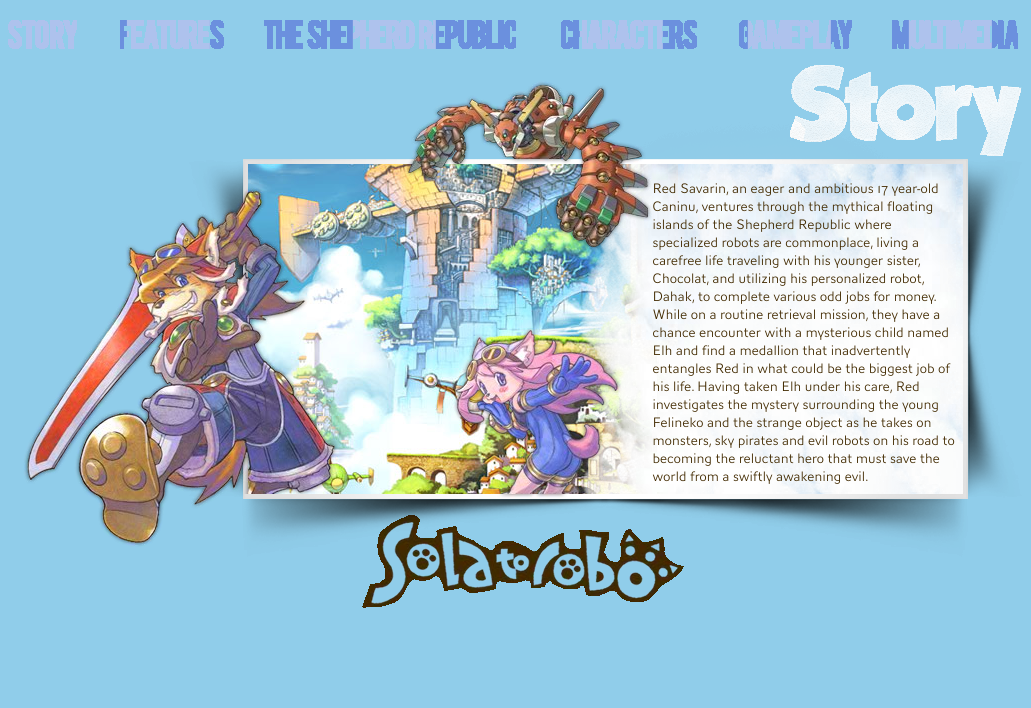 STORY FEATURES THE SHEPHERD REPUBLIC CHARACTERS GAMEPLAY MULTIMEDIA
Story
Red Savarin, an eager and ambitious 17 year-old
Caninu, ventures through the mythical floating
islands of the Shepherd Republic where
specialized robots are commonplace, living a
carefree life traveling with his younger sister,
Chocolat, and utilizing his personalized robot,
Dahak, to complete various odd jobs for money.
While on a routine retrieval mission, they have a
chance encounter with a mysterious child named
Elh and find a medallion that inadvertently
entangles Red in what could be the biggest job of
his life. Having taken Elh under his care, Red
investigates the mystery surrounding the young
Felineko and the strange object as he takes on
monsters, sky pirates and evil robots on his road to
becoming the reluctant hero that must save the
world from a swiftly awakening evil.
Solatorobo